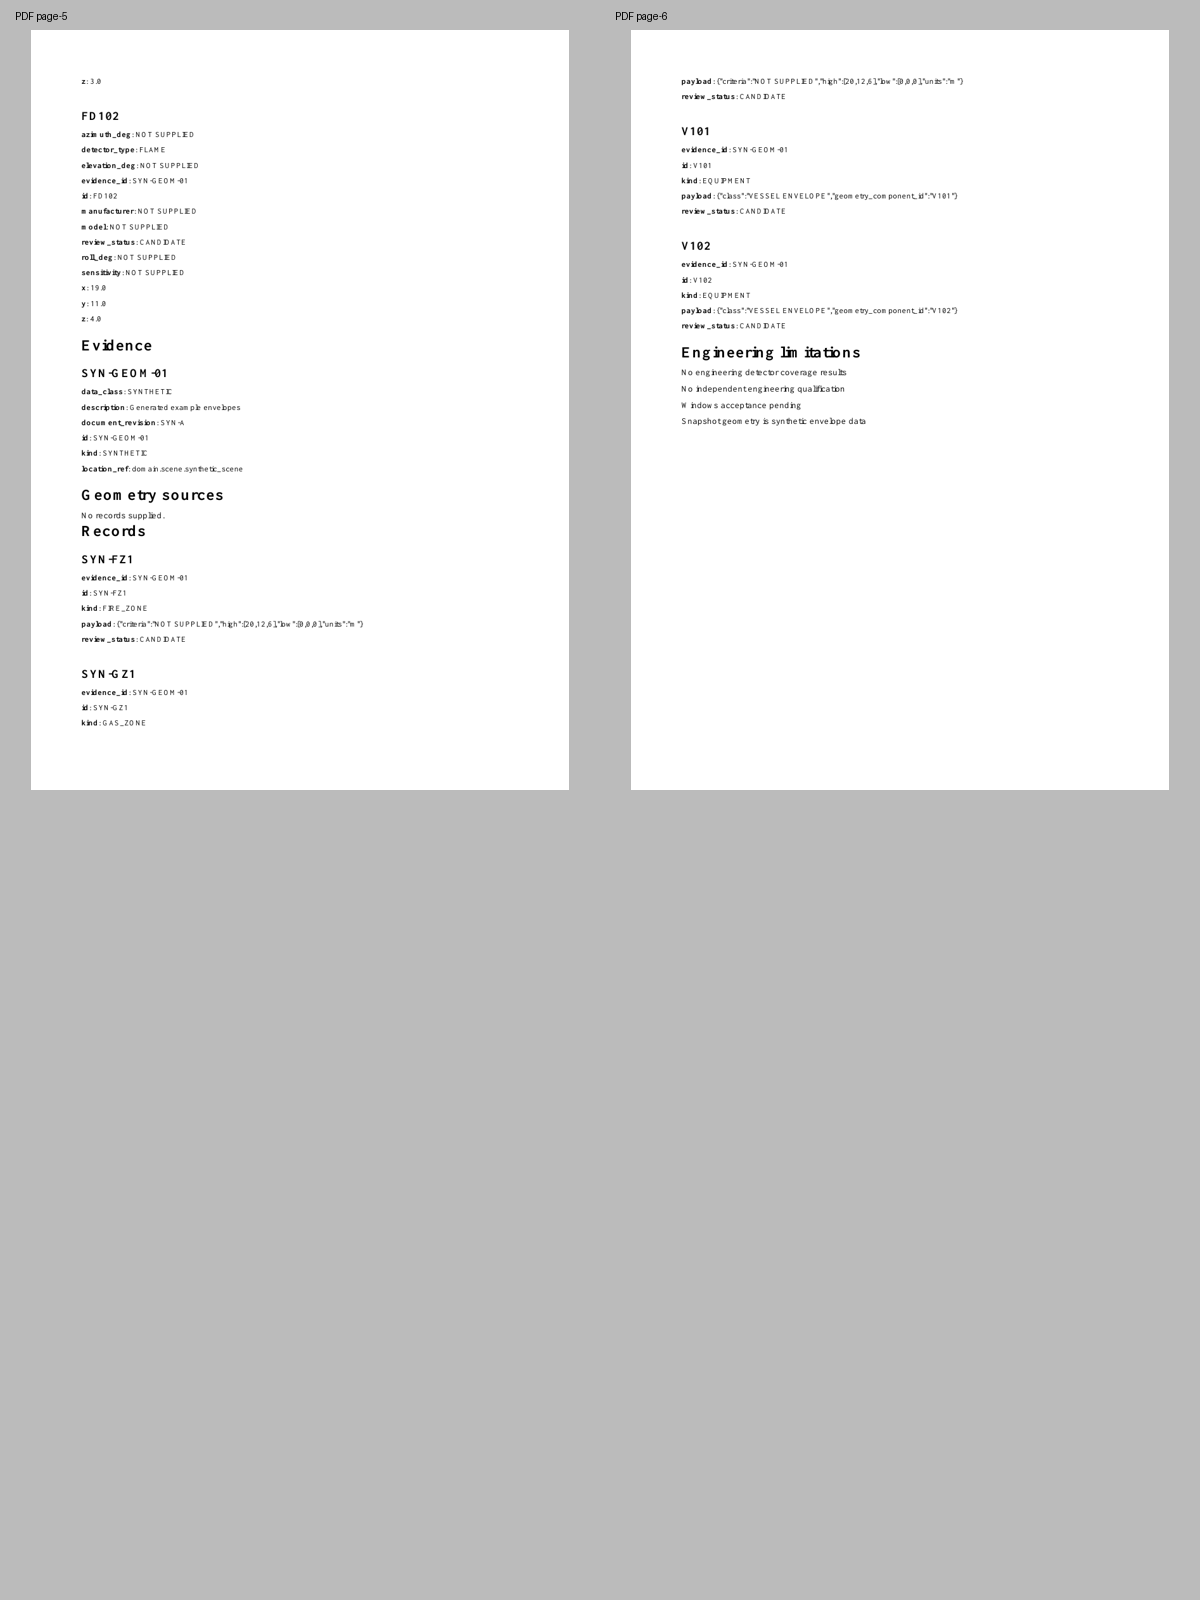 PDF page-5
z: 3.0
FD102
azimuth_deg: NOT SUPPLIED
detector_type: FLAME
elevation_deg: NOT SUPPLIED
evidence_id: SYN-GEOM-01
id: FD102
manufacturer: NOT SUPPLIED
model: NOT SUPPLIED
review_status: CANDIDATE
roll_deg: NOT SUPPLIED
sensitivity: NOT SUPPLIED
x: 19.0
y: 11.0
z: 4.0
Evidence
SYN-GEOM-01
data_class: SYNTHETIC
description: Generated example envelopes
document_revision: SYN-A
id: SYN-GEOM-01
kind: SYNTHETIC
location_ref: domain.scene.synthetic_scene
Geometry sources
No records supplied.
Records
SYN-FZ1
evidence_id: SYN-GEOM-01
id: SYN-FZ1
kind: FIRE_ZONE
payload: {"criteria":"NOT SUPPLIED","high":[20,12,6],"low":[0,0,0],"units":"m"}
review_status: CANDIDATE
SYN-GZ1
evidence_id: SYN-GEOM-01
id: SYN-GZ1
kind: GAS_ZONE
PDF page-6
payload: {"criteria":"NOT SUPPLIED","high":[20,12,6],"low":[0,0,0],"units":"m"}
review_status: CANDIDATE
V101
evidence_id: SYN-GEOM-01
id: V101
kind: EQUIPMENT
payload: {"class":"VESSEL ENVELOPE","geometry_component_id":"V101"}
review_status: CANDIDATE
V102
evidence_id: SYN-GEOM-01
id: V102
kind: EQUIPMENT
payload: {"class":"VESSEL ENVELOPE","geometry_component_id":"V102"}
review_status: CANDIDATE
Engineering limitations
No engineering detector coverage results
No independent engineering qualification
Windows acceptance pending
Snapshot geometry is synthetic envelope data